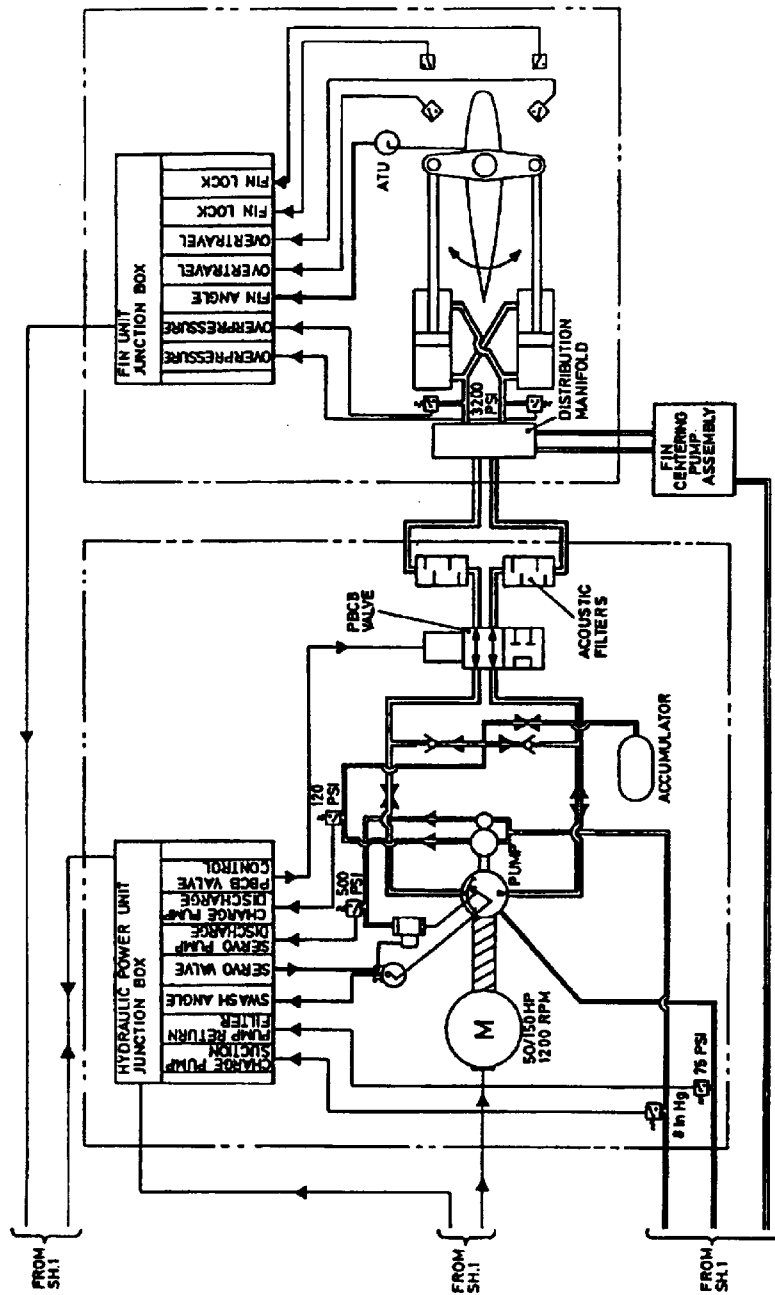 FROM
SH.1
HYDRAULIC POWER UNIT
JUNCTION BOX
CHARGE PUMP
SUCTION
PUMP RETURN
FILTER
SWASH ANGLE
SERVO VALVE
SERVO PUMP
DISCHARGE
CHARGE PUMP
DISCHARGE
PBCB VALVE
CONTROL
FIN UNIT
JUNCTION BOX
OVERPRESSURE
OVERPRESSURE
FIN ANGLE
OVERTRAVEL
OVERTRAVEL
FIN LOCK
FIN LOCK
500
PSI
120
PSI
PBCB
VALVE
ATU
FROM
SH.1
M
50/150 HP
1200 RPM
PUMP
ACCUMULATOR
ACOUSTIC
FILTERS
3200
PSI
DISTRIBUTION
MANIFOLD
FIN
CENTERING
PUMP
ASSEMBLY
FROM
SH.1
8 In Hg
75 PSI